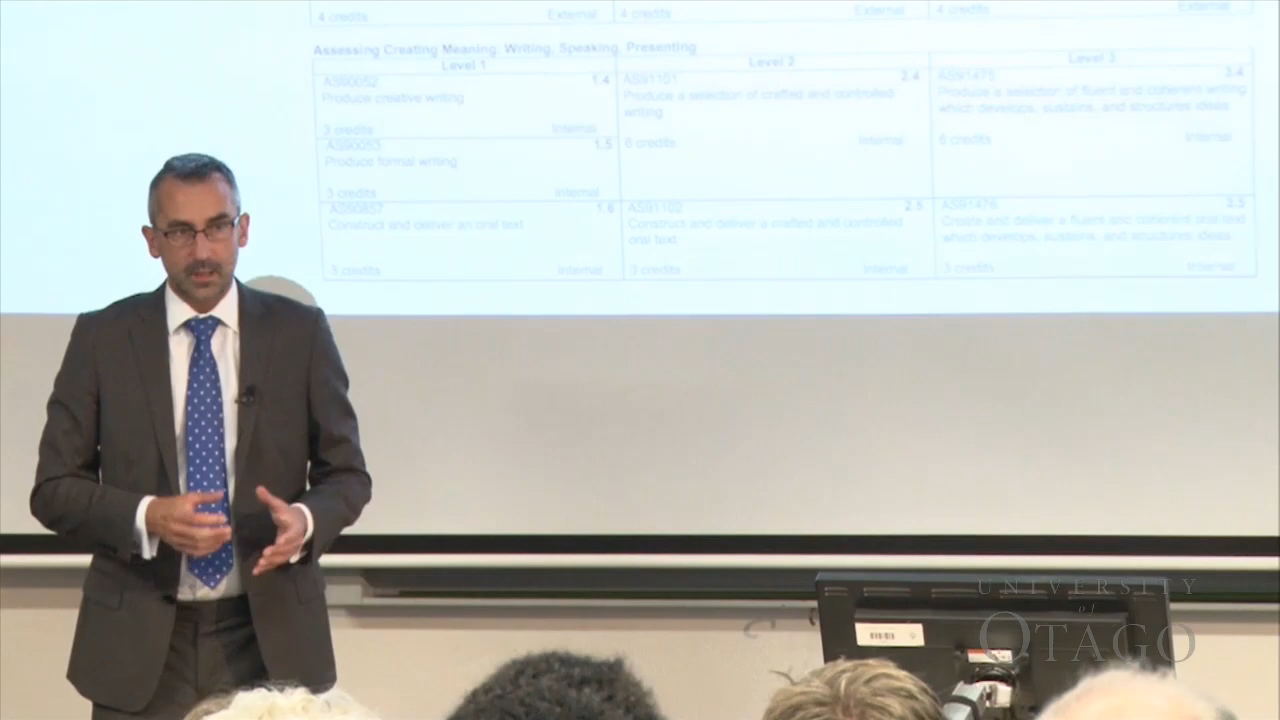 4 credits External 4 credits External 4 credits External
Assessing Creating Meaning: Writing, Speaking, Presenting
Level 1 Level 2 Level 3
AS90052 1.4 AS91101 2.4 AS91475 3.4
Produce creative writing Produce a selection of crafted and controlled Produce a selection of fluent and coherent writing
writing which develops, sustains, and structures ideas
3 credits Internal 6 credits Internal 6 credits Internal
AS90053 1.5
Produce formal writing
3 credits Internal
AS90857 1.6 AS91102 2.5 AS91476 3.5
Construct and deliver an oral text Construct and deliver a crafted and controlled Create and deliver a fluent and coherent oral text
oral text which develops, sustains, and structures ideas
3 credits Internal 3 credits Internal 3 credits Internal
UNIVERSITY
of
OTAGO